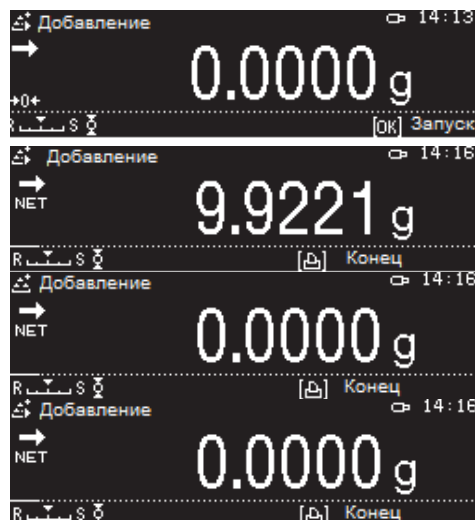 Добавление 14:13
0.0000 g
→0←
R S [OK] Запуск
Добавление 14:16
NET 9.9221 g
R S Конец
Добавление 14:16
NET 0.0000 g
R S Конец
Добавление 14:16
NET 0.0000 g
R S Конец